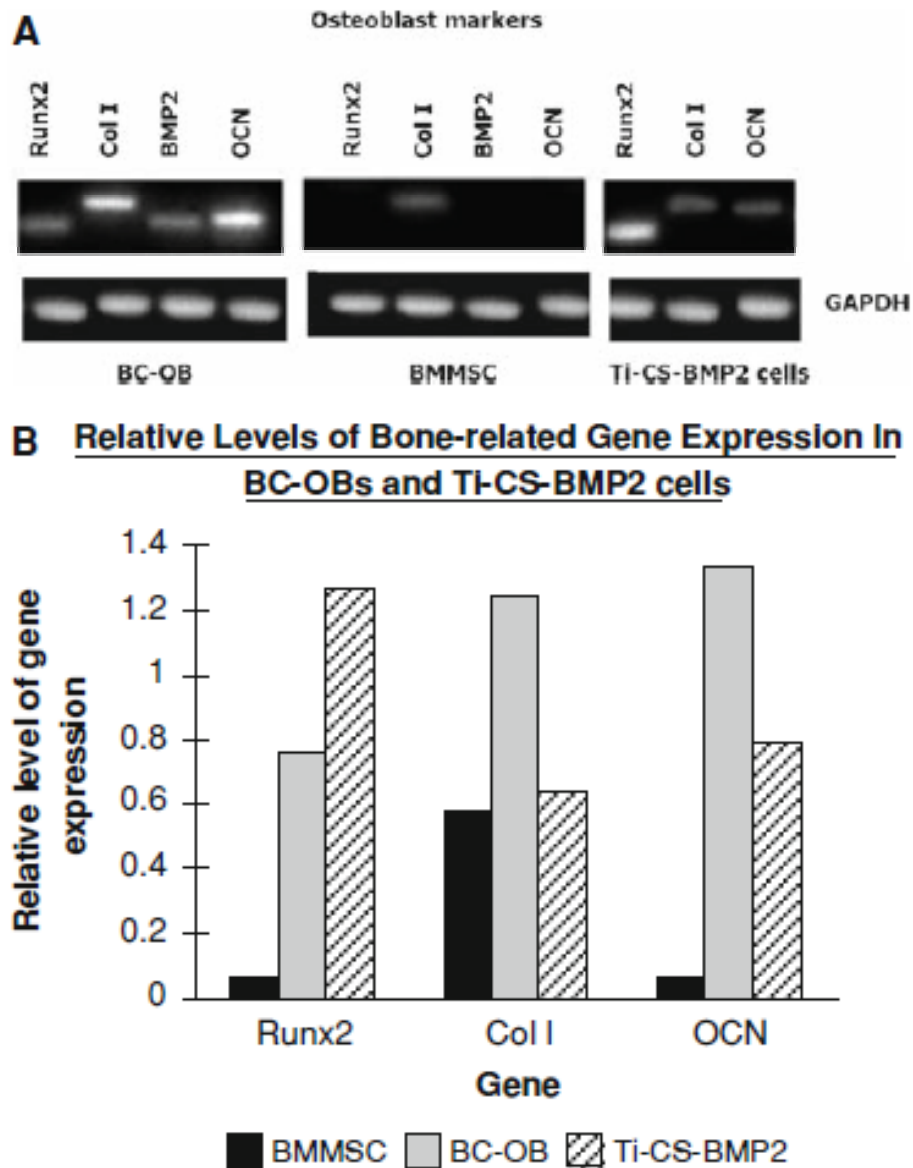 A
Osteoblast markers
Runx2 Col I BMP2 OCN Runx2 Col I BMP2 OCN Runx2 Col I OCN
GAPDH
BC-OB BMMSC Ti-CS-BMP2 cells
B Relative Levels of Bone-related Gene Expression In
BC-OBs and Ti-CS-BMP2 cells
Relative level of gene
expression
1.4
1.2
1
0.8
0.6
0.4
0.2
0
Runx2 Col I OCN
Gene
BMMSC BC-OB Ti-CS-BMP2